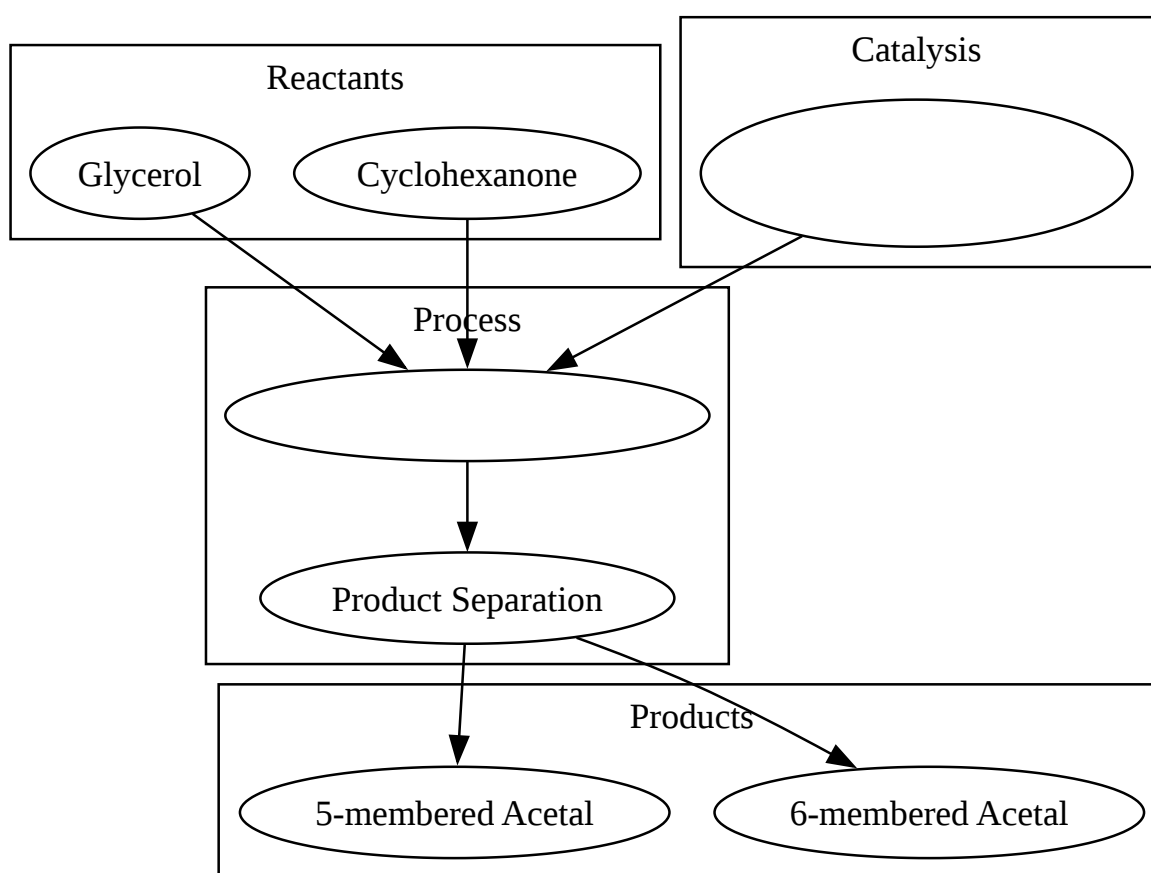 Catalysis
Reactants
Glycerol
Cyclohexanone
Process
Product Separation
Products
5-membered Acetal
6-membered Acetal